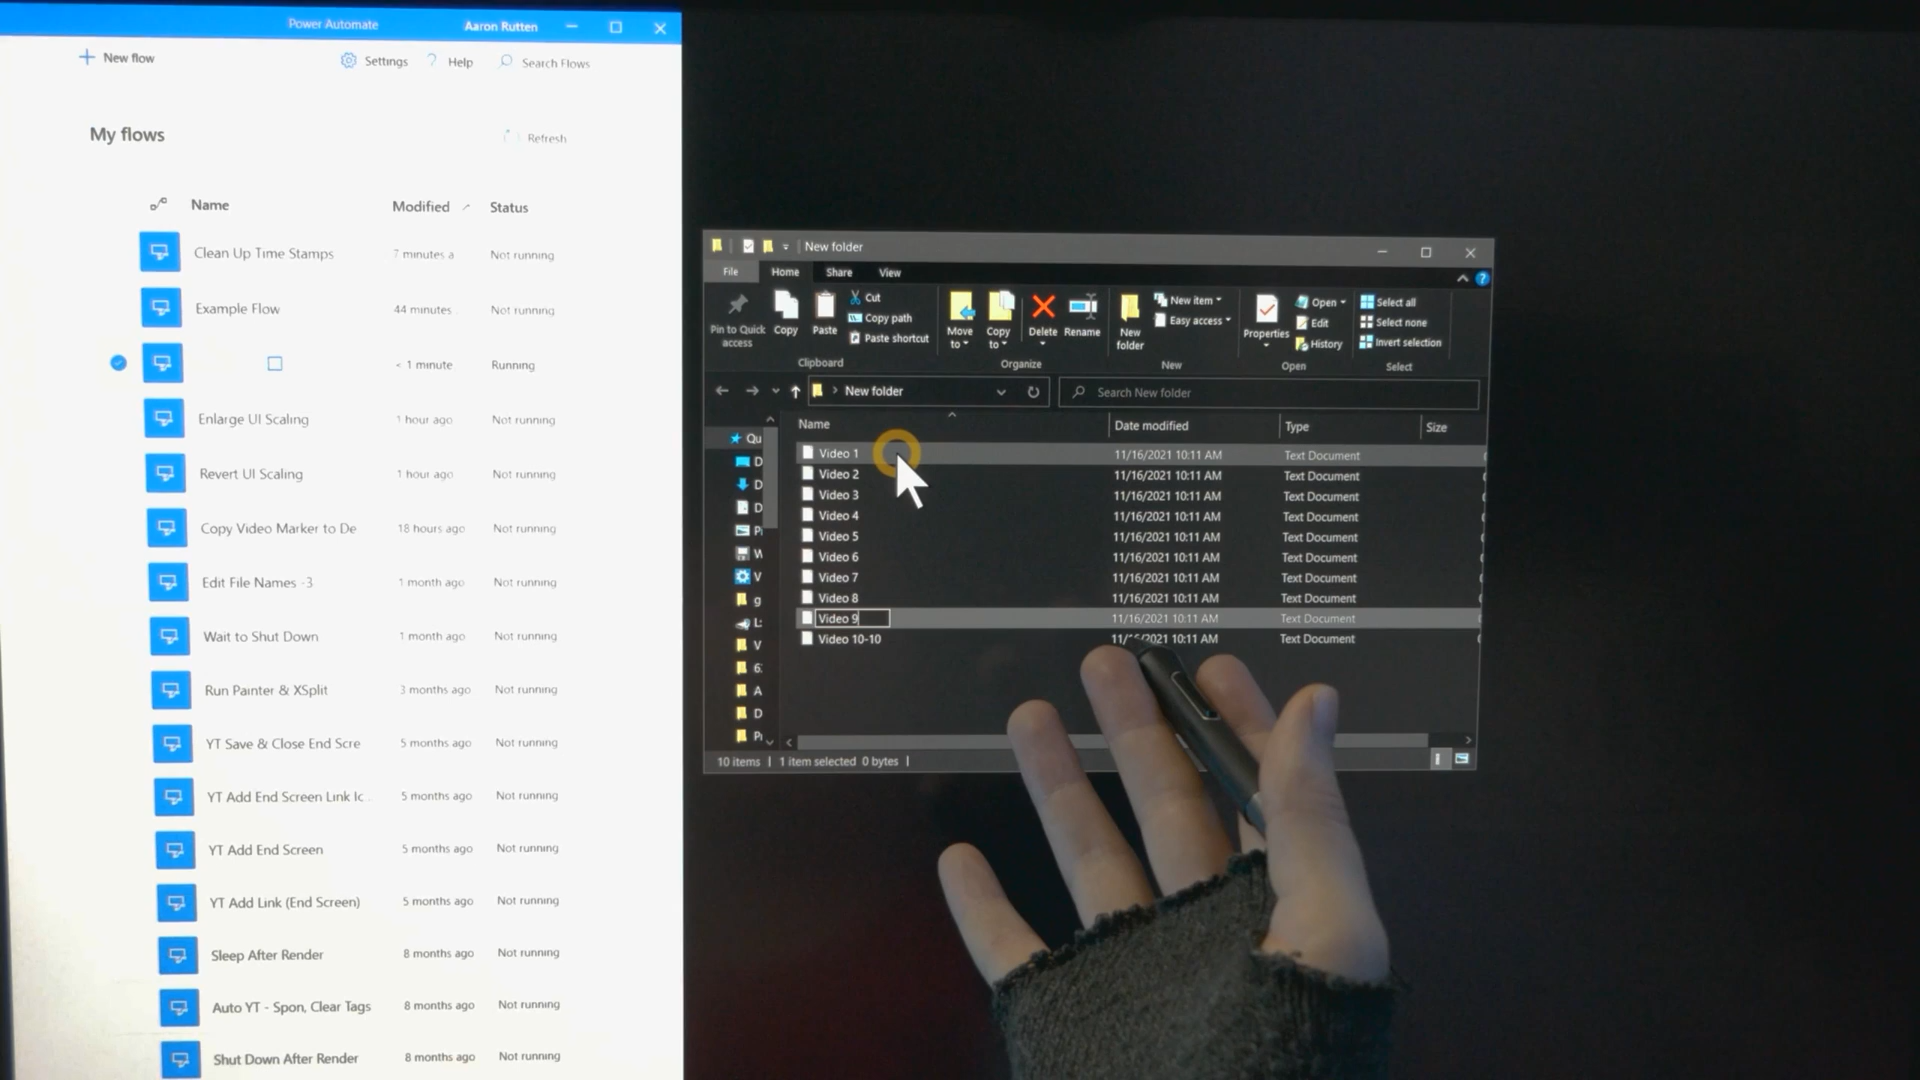 Power Automate
Aaron Rutten
New flow
Settings
Help
Search Flows
My flows
Refresh
Name Modified Status
Clean Up Time Stamps 7 minutes a Not running
Example Flow 44 minutes Not running
< 1 minute Running
Enlarge UI Scaling 1 hour ago Not running
Revert UI Scaling 1 hour ago Not running
Copy Video Marker to De 18 hours ago Not running
Edit File Names -3 1 month ago Not running
Wait to Shut Down 1 month ago Not running
Run Painter & XSplit 3 months ago Not running
YT Save & Close End Scre 5 months ago Not running
YT Add End Screen Link Ic 5 months ago Not running
YT Add End Screen 5 months ago Not running
YT Add Link (End Screen) 5 months ago Not running
Sleep After Render 8 months ago Not running
Auto YT - Spon, Clear Tags 8 months ago Not running
Shut Down After Render 8 months ago Not running
New folder
File Home Share View
Pin to Quick access
Copy
Paste
Cut
Copy path
Paste shortcut
Clipboard
Move to
Copy to
Delete
Rename
Organize
New folder
New item
Easy access
New
Properties
Open
Edit
History
Open
Select all
Select none
Invert selection
Select
New folder
Search New folder
Name Date modified Type Size
Video 1 11/16/2021 10:11 AM Text Document
Video 2 11/16/2021 10:11 AM Text Document
Video 3 11/16/2021 10:11 AM Text Document
Video 4 11/16/2021 10:11 AM Text Document
Video 5 11/16/2021 10:11 AM Text Document
Video 6 11/16/2021 10:11 AM Text Document
Video 7 11/16/2021 10:11 AM Text Document
Video 8 11/16/2021 10:11 AM Text Document
Video 9 11/16/2021 10:11 AM Text Document
Video 10-10 11/16/2021 10:11 AM Text Document
Qu
D
D
D
P
W
V
g
L:
V
6
A
D
Pi
10 items 1 item selected 0 bytes